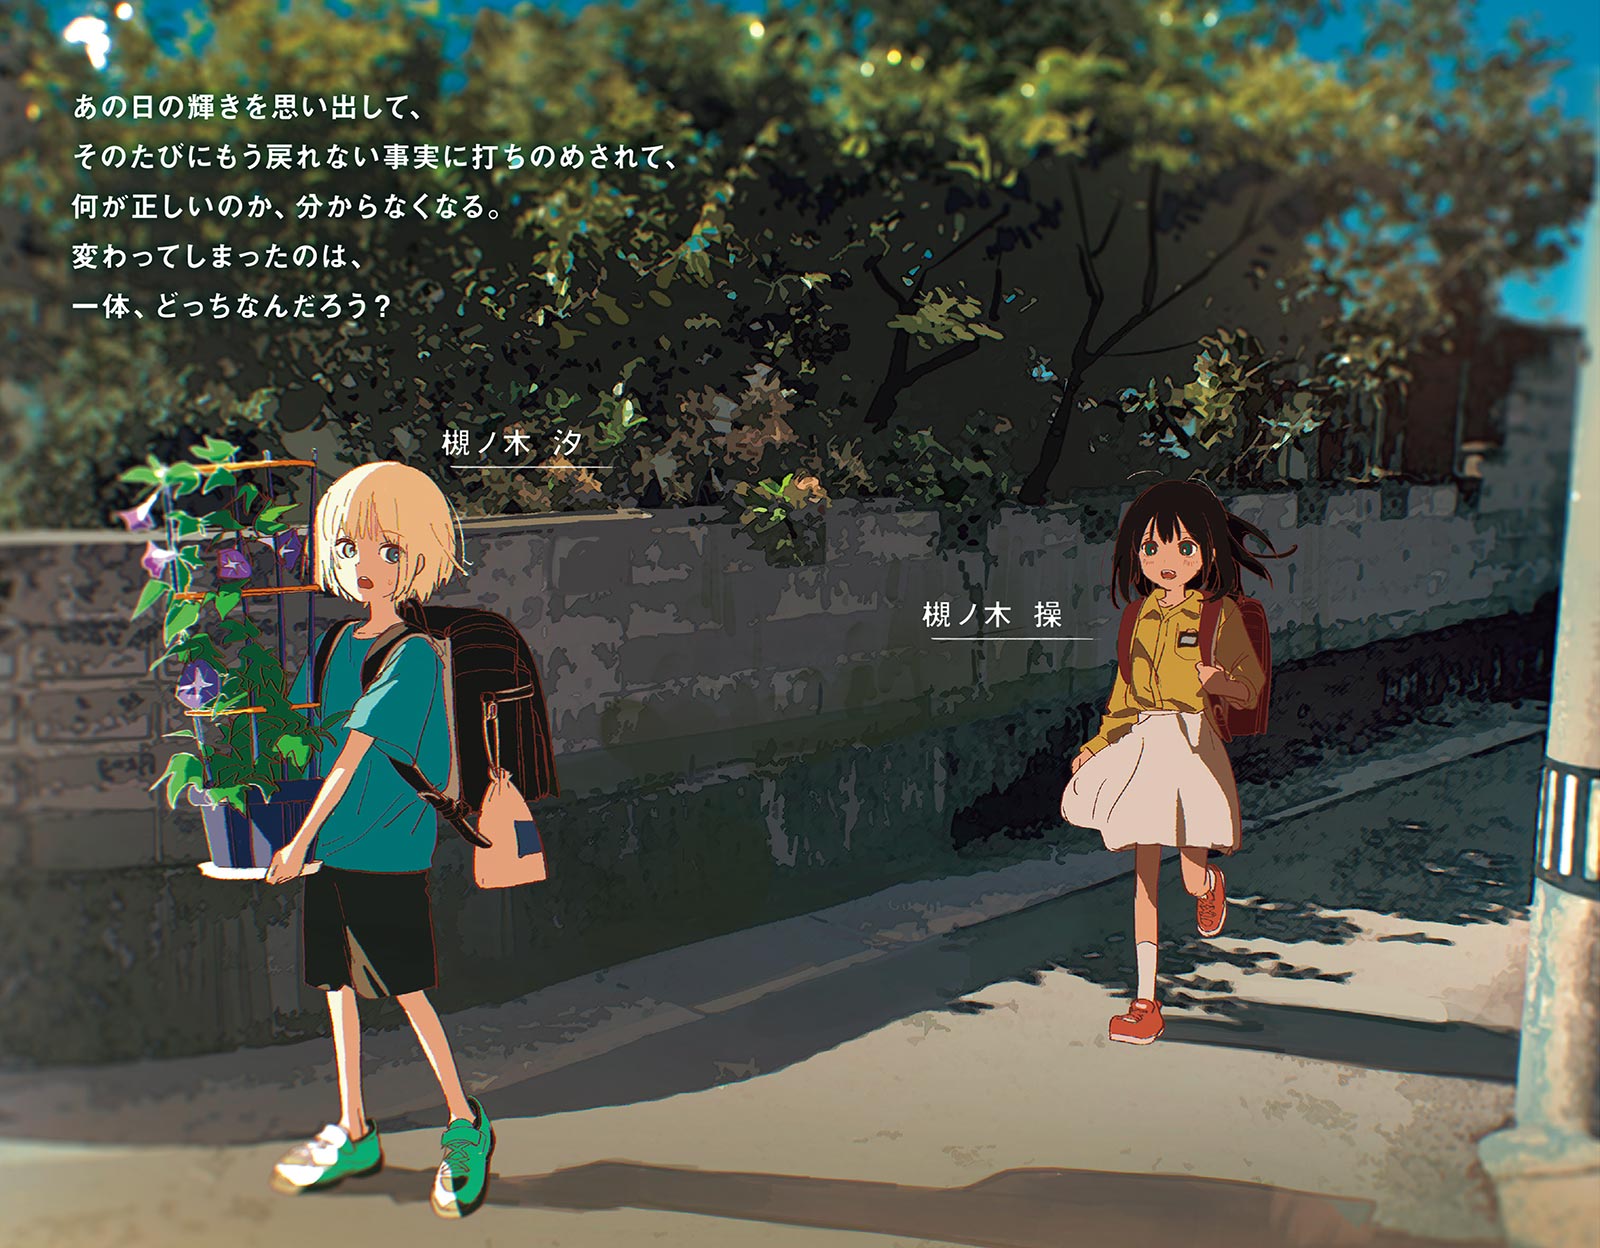 あの日の輝きを思い出して、
そのたびにもう戻れない事実に打ちのめされて、
何が正しいのか、分からなくなる。
変わってしまったのは、
一体、どっちなんだろう？
槻ノ木 汐
槻ノ木 操